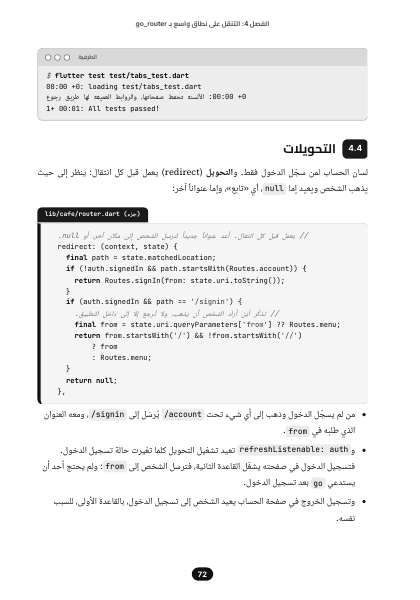 الفصل 4: التنقل على نطاق واسع بـ go_router
الطرفية
$ flutter test test/tabs_test.dart
00:00 +0: loading test/tabs_test.dart
00:00 +0: الألسنة تحفظ صفحاتها، والروابط العميقة لها طريق رجوع
00:01 +1: All tests passed!
4.4 التحويلات
لسان الحساب لمن سجّل الدخول فقط. والتحويل (redirect) يعمل قبل كل انتقال: ينظر إلى حيث
يذهب الشخص ويعيد إما null، أي «تابع»، وإما عنوانًا آخر:
lib/cafe/router.dart (جزء)
// يعمل قبل كل انتقال. أعد عنوانًا جديدًا لترسل الشخص إلى مكان آخر، أو null.
redirect: (context, state) {
final path = state.matchedLocation;
if (!auth.signedIn && path.startsWith(Routes.account)) {
return Routes.signIn(from: state.uri.toString());
}
if (auth.signedIn && path == '/signin') {
// تذكّر أين أراد الشخص أن يذهب، ولا تُرجع إلا إلى داخل التطبيق.
final from = state.uri.queryParameters['from'] ?? Routes.menu;
return from.startsWith('/') && !from.startsWith('//')
? from
: Routes.menu;
}
return null;
},
• من لم يسجّل الدخول وذهب إلى أي شيء تحت /account يُرسَل إلى /signin، ومعه العنوان
الذي طلبه في from.
• وrefreshListenable: auth تعيد تشغيل التحويل كلما تغيرت حالة تسجيل الدخول.
فتسجيل الدخول في صفحته يشغّل القاعدة الثانية، فترسل الشخص إلى from: ولم يحتج أحد أن
يستدعي go بعد تسجيل الدخول.
• وتسجيل الخروج في صفحة الحساب يعيد الشخص إلى تسجيل الدخول، بالقاعدة الأولى، للسبب
نفسه.
72